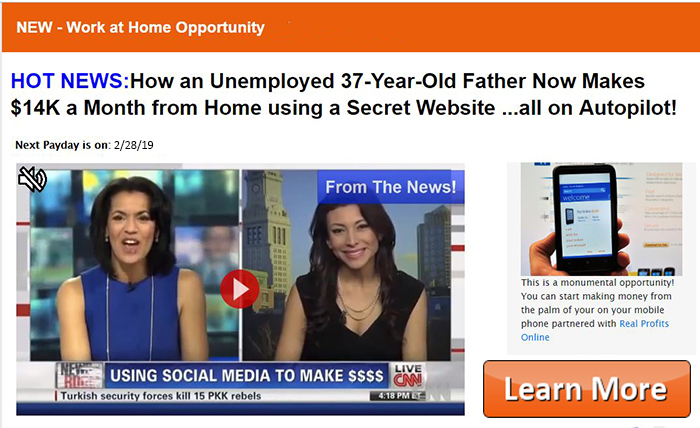 NEW - Work at Home Opportunity
HOT NEWS:How an Unemployed 37-Year-Old Father Now Makes
$14K a Month from Home using a Secret Website ...all on Autopilot!
Next Payday is on: 2/28/19
From The News!
welcome
This is a monumental opportunity!
You can start making money from
the palm of your on your mobile
phone partnered with Real Profits
Online
USING SOCIAL MEDIA TO MAKE $$$$
LIVE
CNN
Turkish security forces kill 15 PKK rebels
4:18 PM ET
Learn More